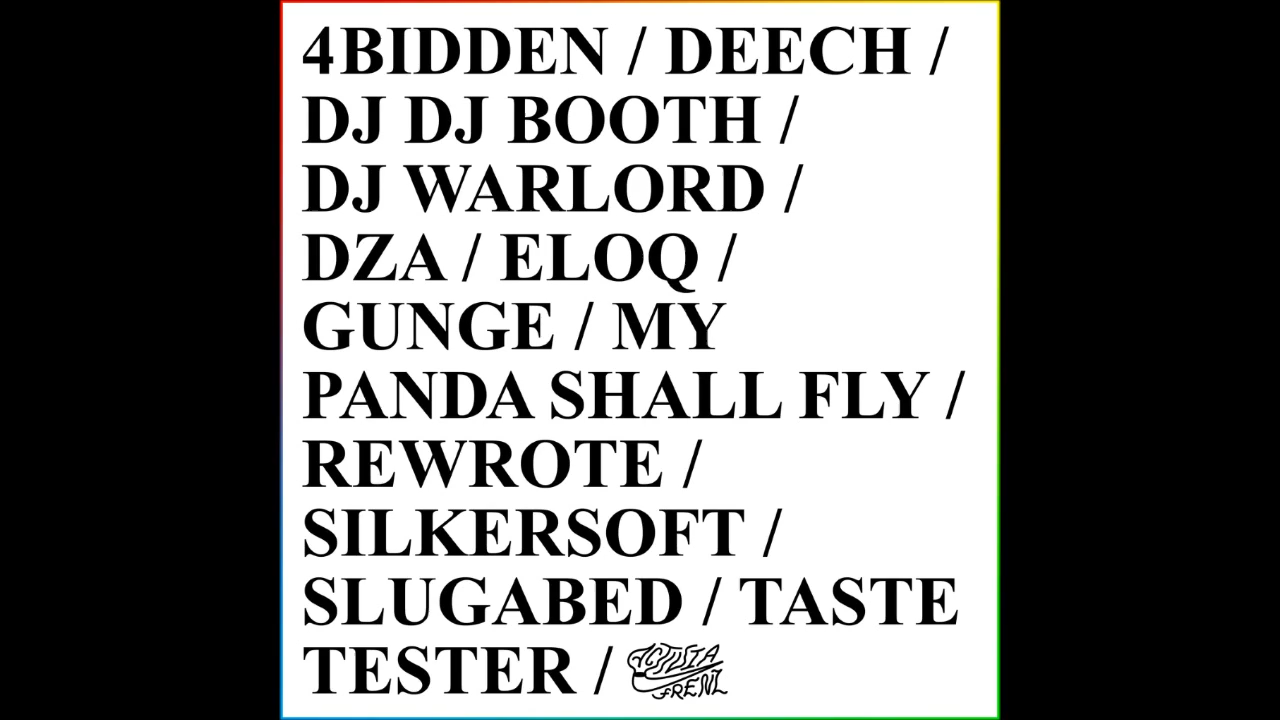 4BIDDEN / DEECH /
DJ DJ BOOTH /
DJ WARLORD /
DZA / ELOQ /
GUNGE / MY
PANDA SHALL FLY /
REWROTE /
SILKERSOFT /
SLUGABED / TASTE
TESTER /